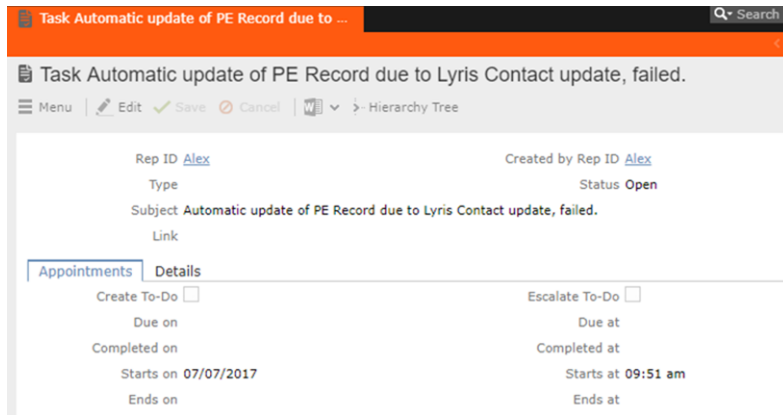 Task Automatic update of PE Record due to ...
Search
Task Automatic update of PE Record due to Lyris Contact update, failed.
Menu Edit Save Cancel Hierarchy Tree
Rep ID Alex Created by Rep ID Alex
Type Status Open
Subject Automatic update of PE Record due to Lyris Contact update, failed.
Link
Appointments Details
Create To-Do Escalate To-Do
Due on Due at
Completed on Completed at
Starts on 07/07/2017 Starts at 09:51 am
Ends on Ends at